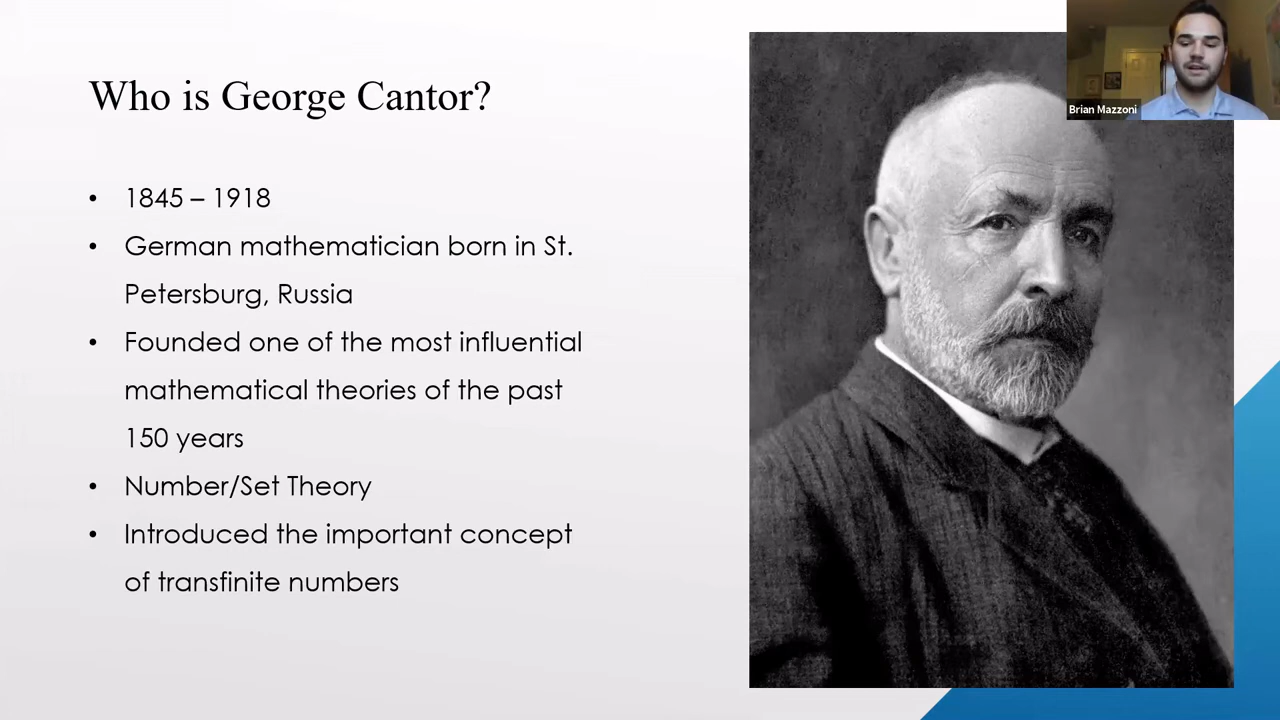 Who is George Cantor?
• 1845 – 1918
• German mathematician born in St.
Petersburg, Russia
• Founded one of the most influential
mathematical theories of the past
150 years
• Number/Set Theory
• Introduced the important concept
of transfinite numbers
Brian Mazzoni